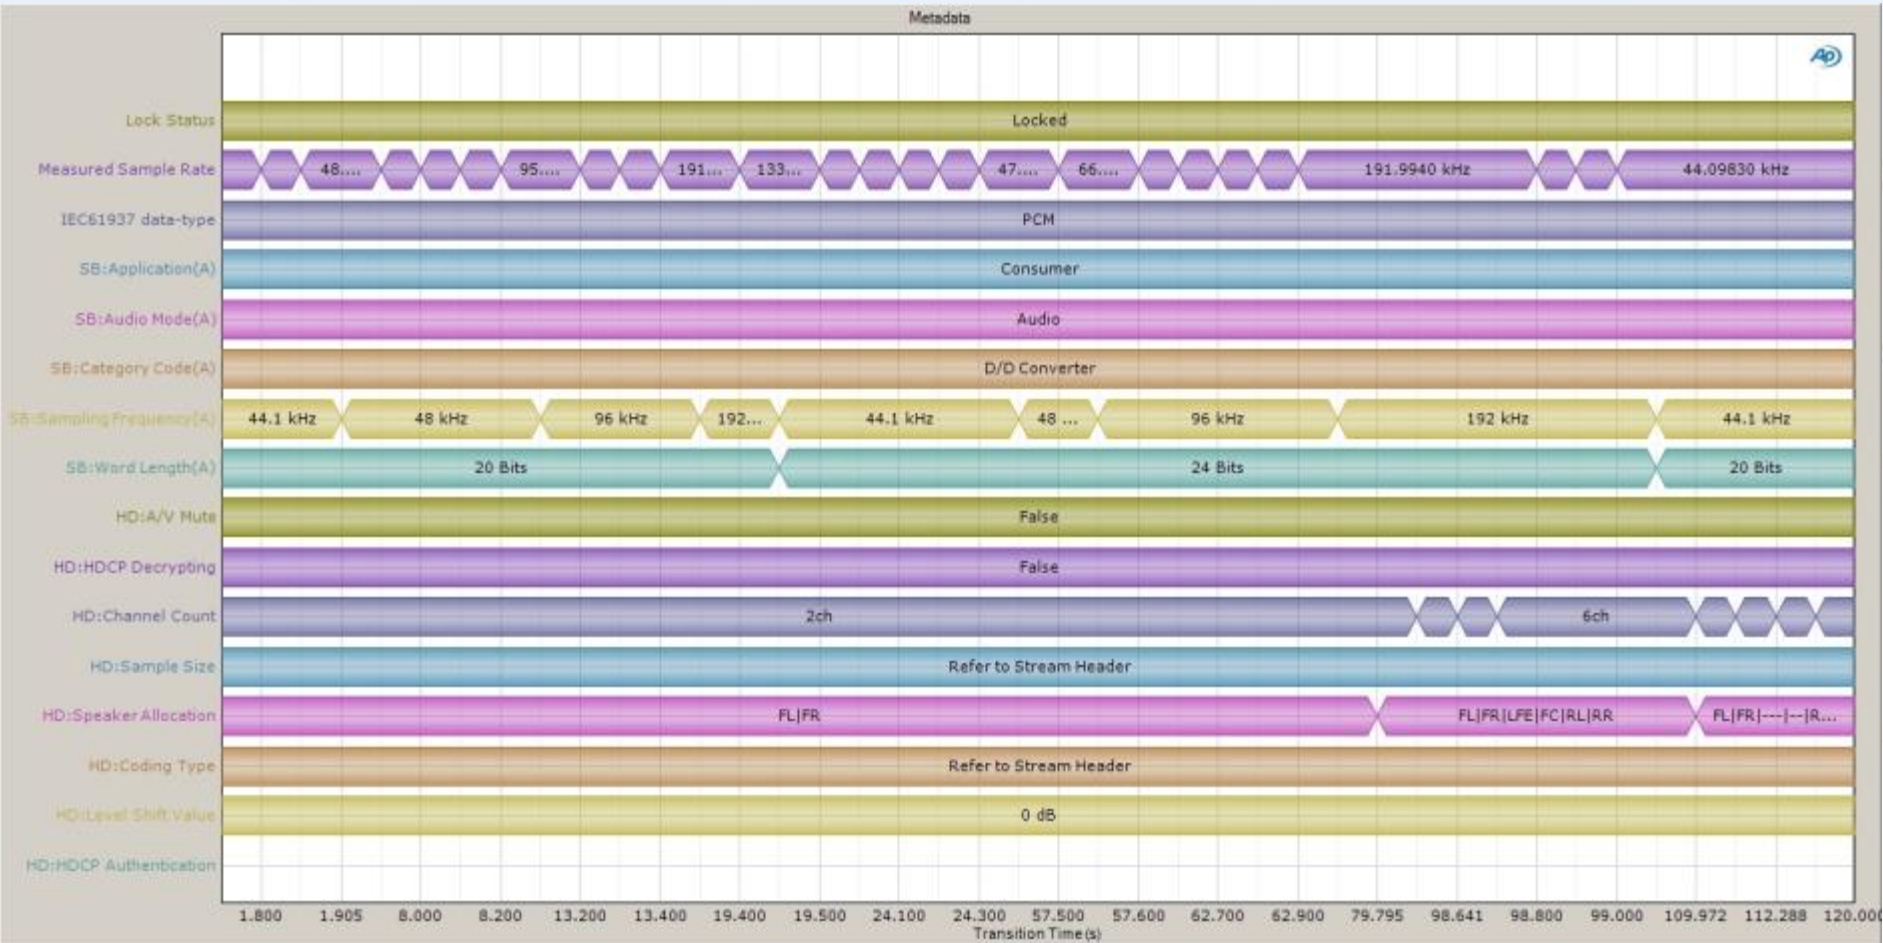 Metadata
AP
Lock Status Locked
Measured Sample Rate 48.... 95.... 191... 133... 47.... 66.... 191.9940 kHz 44.09830 kHz
IEC61937 data-type PCM
SB:Application(A) Consumer
SB:Audio Mode(A) Audio
SB:Category Code(A) D/D Converter
SB:Sampling Frequency(A) 44.1 kHz 48 kHz 96 kHz 192... 44.1 kHz 48 ... 96 kHz 192 kHz 44.1 kHz
SB:Word Length(A) 20 Bits 24 Bits 20 Bits
HD:A/V Mute False
HD:HDCP Decrypting False
HD:Channel Count 2ch 6ch
HD:Sample Size Refer to Stream Header
HD:Speaker Allocation FL|FR FL|FR|LFE|FC|RL|RR FL|FR|---|--|R...
HD:Coding Type Refer to Stream Header
HD:Level Shift Value 0 dB
HD:HDCP Authentication
1.800 1.905 8.000 8.200 13.200 13.400 19.400 19.500 24.100 24.300 57.500 57.600 62.700 62.900 79.795 98.641 98.800 99.000 109.972 112.288 120.000
Transition Time(s)